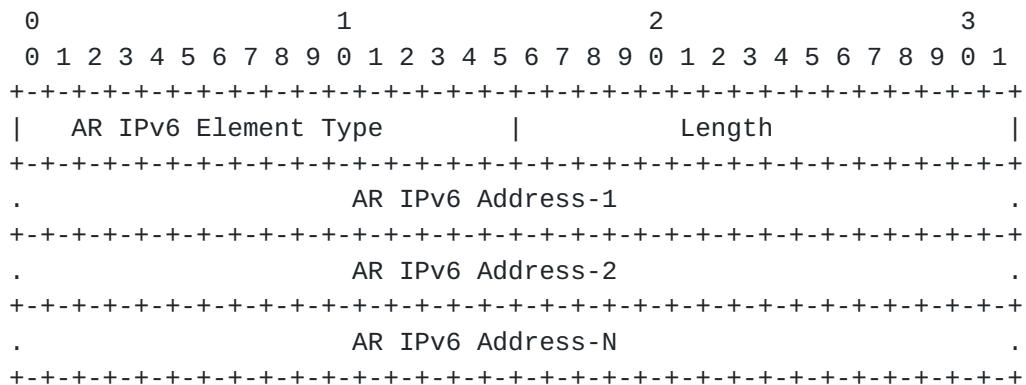 0                   1                   2                   3
 0 1 2 3 4 5 6 7 8 9 0 1 2 3 4 5 6 7 8 9 0 1 2 3 4 5 6 7 8 9 0 1
+-+-+-+-+-+-+-+-+-+-+-+-+-+-+-+-+-+-+-+-+-+-+-+-+-+-+-+-+-+-+-+-+
|   AR IPv6 Element Type        |          Length               |
+-+-+-+-+-+-+-+-+-+-+-+-+-+-+-+-+-+-+-+-+-+-+-+-+-+-+-+-+-+-+-+-+
.                     AR IPv6 Address-1                         .
+-+-+-+-+-+-+-+-+-+-+-+-+-+-+-+-+-+-+-+-+-+-+-+-+-+-+-+-+-+-+-+-+
.                     AR IPv6 Address-2                         .
+-+-+-+-+-+-+-+-+-+-+-+-+-+-+-+-+-+-+-+-+-+-+-+-+-+-+-+-+-+-+-+-+
.                     AR IPv6 Address-N                         .
+-+-+-+-+-+-+-+-+-+-+-+-+-+-+-+-+-+-+-+-+-+-+-+-+-+-+-+-+-+-+-+-+